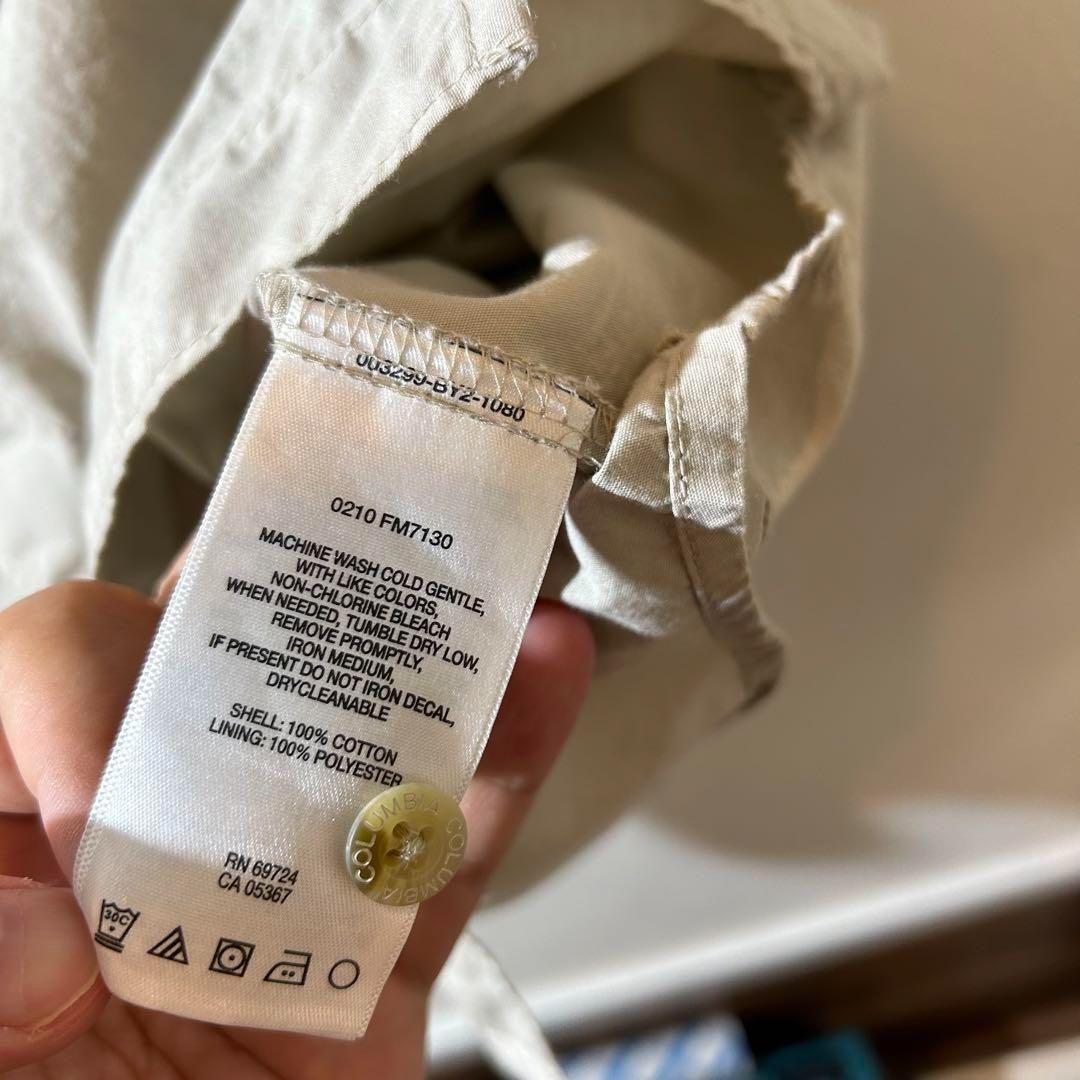 003299-BY2-1080
0210 FM7130
MACHINE WASH COLD GENTLE,
WITH LIKE COLORS,
NON-CHLORINE BLEACH
WHEN NEEDED, TUMBLE DRY LOW,
REMOVE PROMPTLY,
IRON MEDIUM,
IF PRESENT DO NOT IRON DECAL,
DRYCLEANABLE
SHELL: 100% COTTON
LINING: 100% POLYESTER
COLUMBIA COLUMBIA
RN 69724
CA 05367
30C